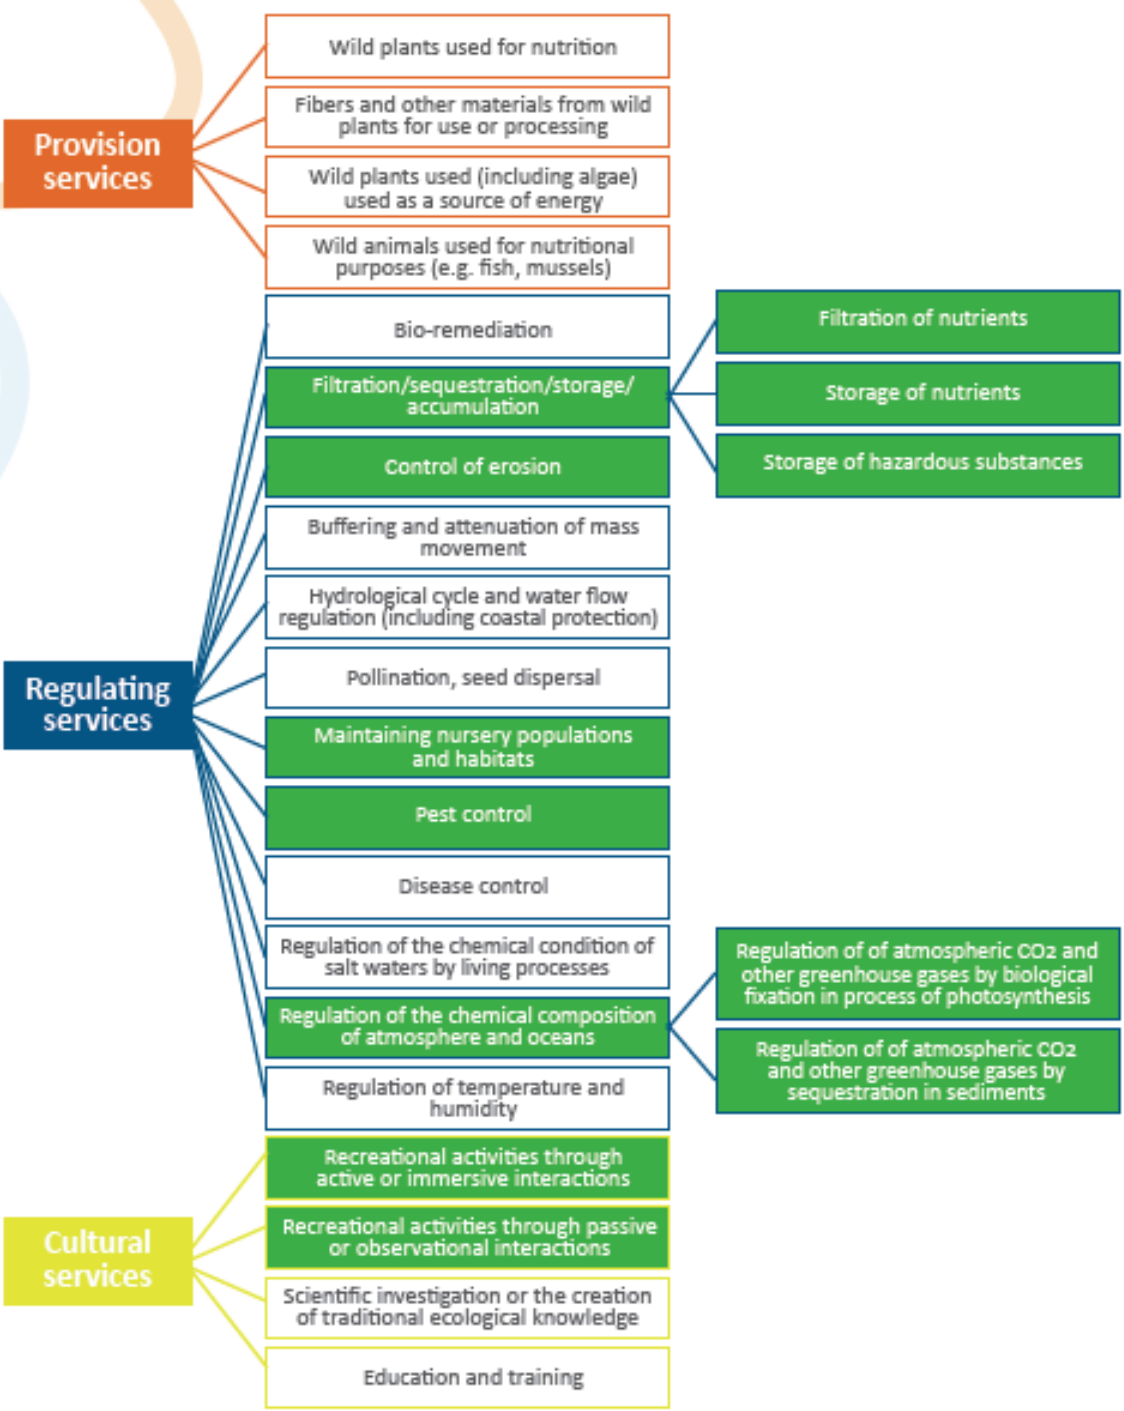 Provision
services
Wild plants used for nutrition
Fibers and other materials from wild
plants for use or processing
Wild plants used (including algae)
used as a source of energy
Wild animals used for nutritional
purposes (e.g. fish, mussels)
Regulating
services
Bio-remediation
Filtration/sequestration/storage/
accumulation
Filtration of nutrients
Storage of nutrients
Storage of hazardous substances
Control of erosion
Buffering and attenuation of mass
movement
Hydrological cycle and water flow
regulation (including coastal protection)
Pollination, seed dispersal
Maintaining nursery populations
and habitats
Pest control
Disease control
Regulation of the chemical condition of
salt waters by living processes
Regulation of the chemical composition
of atmosphere and oceans
Regulation of of atmospheric CO2 and
other greenhouse gases by biological
fixation in process of photosynthesis
Regulation of of atmospheric CO2
and other greenhouse gases by
sequestration in sediments
Regulation of temperature and
humidity
Cultural
services
Recreational activities through
active or immersive interactions
Recreational activities through passive
or observational interactions
Scientific investigation or the creation
of traditional ecological knowledge
Education and training